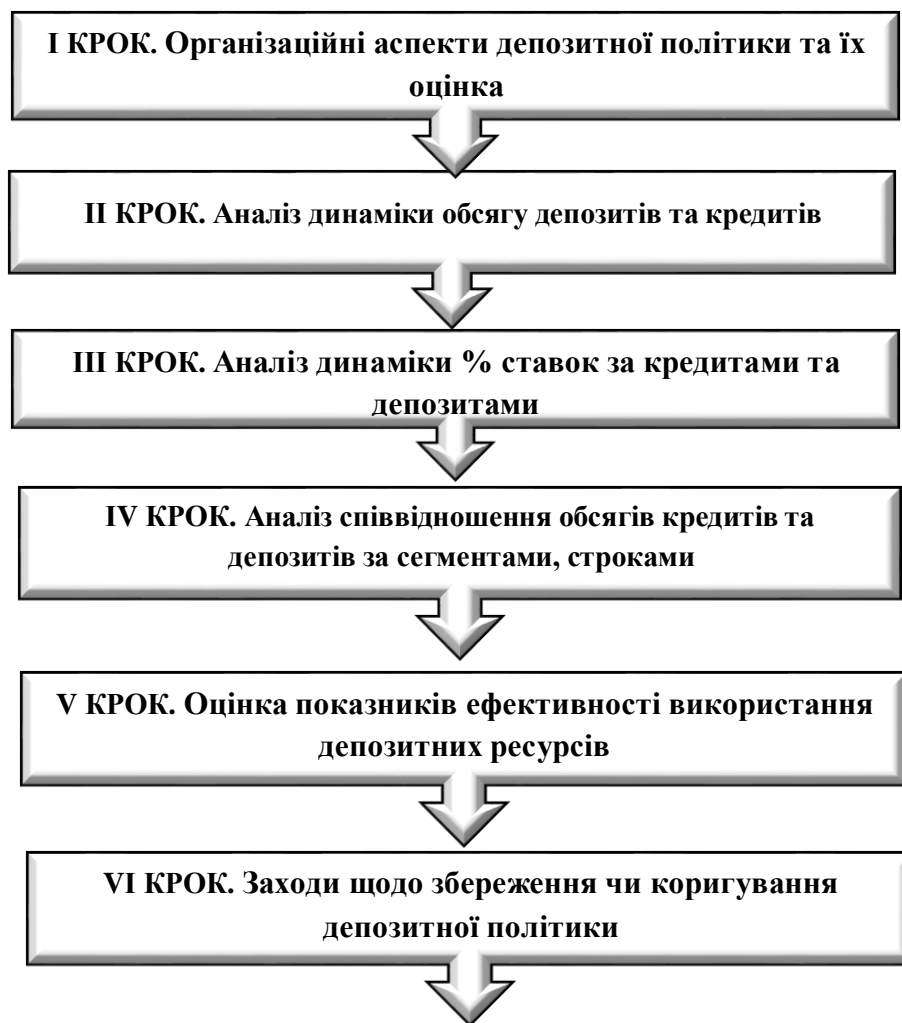 І КРОК. Організаційні аспекти депозитної політики та їх
оцінка
ІІ КРОК. Аналіз динаміки обсягу депозитів та кредитів
ІІІ КРОК. Аналіз динаміки % ставок за кредитами та
депозитами
IV КРОК. Аналіз співвідношення обсягів кредитів та
депозитів за сегментами, строками
V КРОК. Оцінка показників ефективності використання
депозитних ресурсів
VI КРОК. Заходи щодо збереження чи коригування
депозитної політики